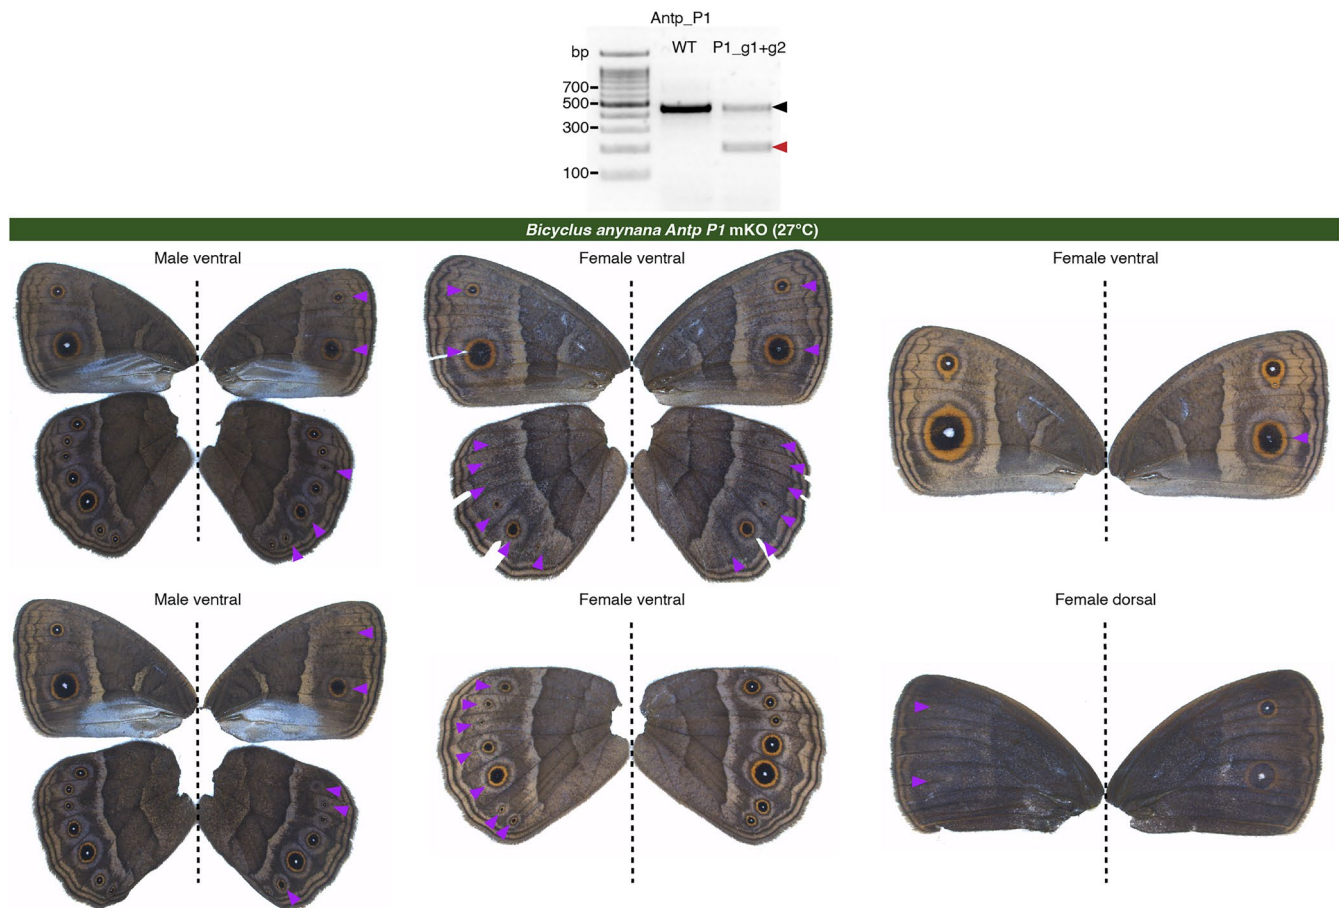 Antp_P1
bp WT P1_g1+g2
700
500
300
100
Bicyclus anynana Antp P1 mKO (27°C)
Male ventral Female ventral Female ventral
Male ventral Female ventral Female dorsal